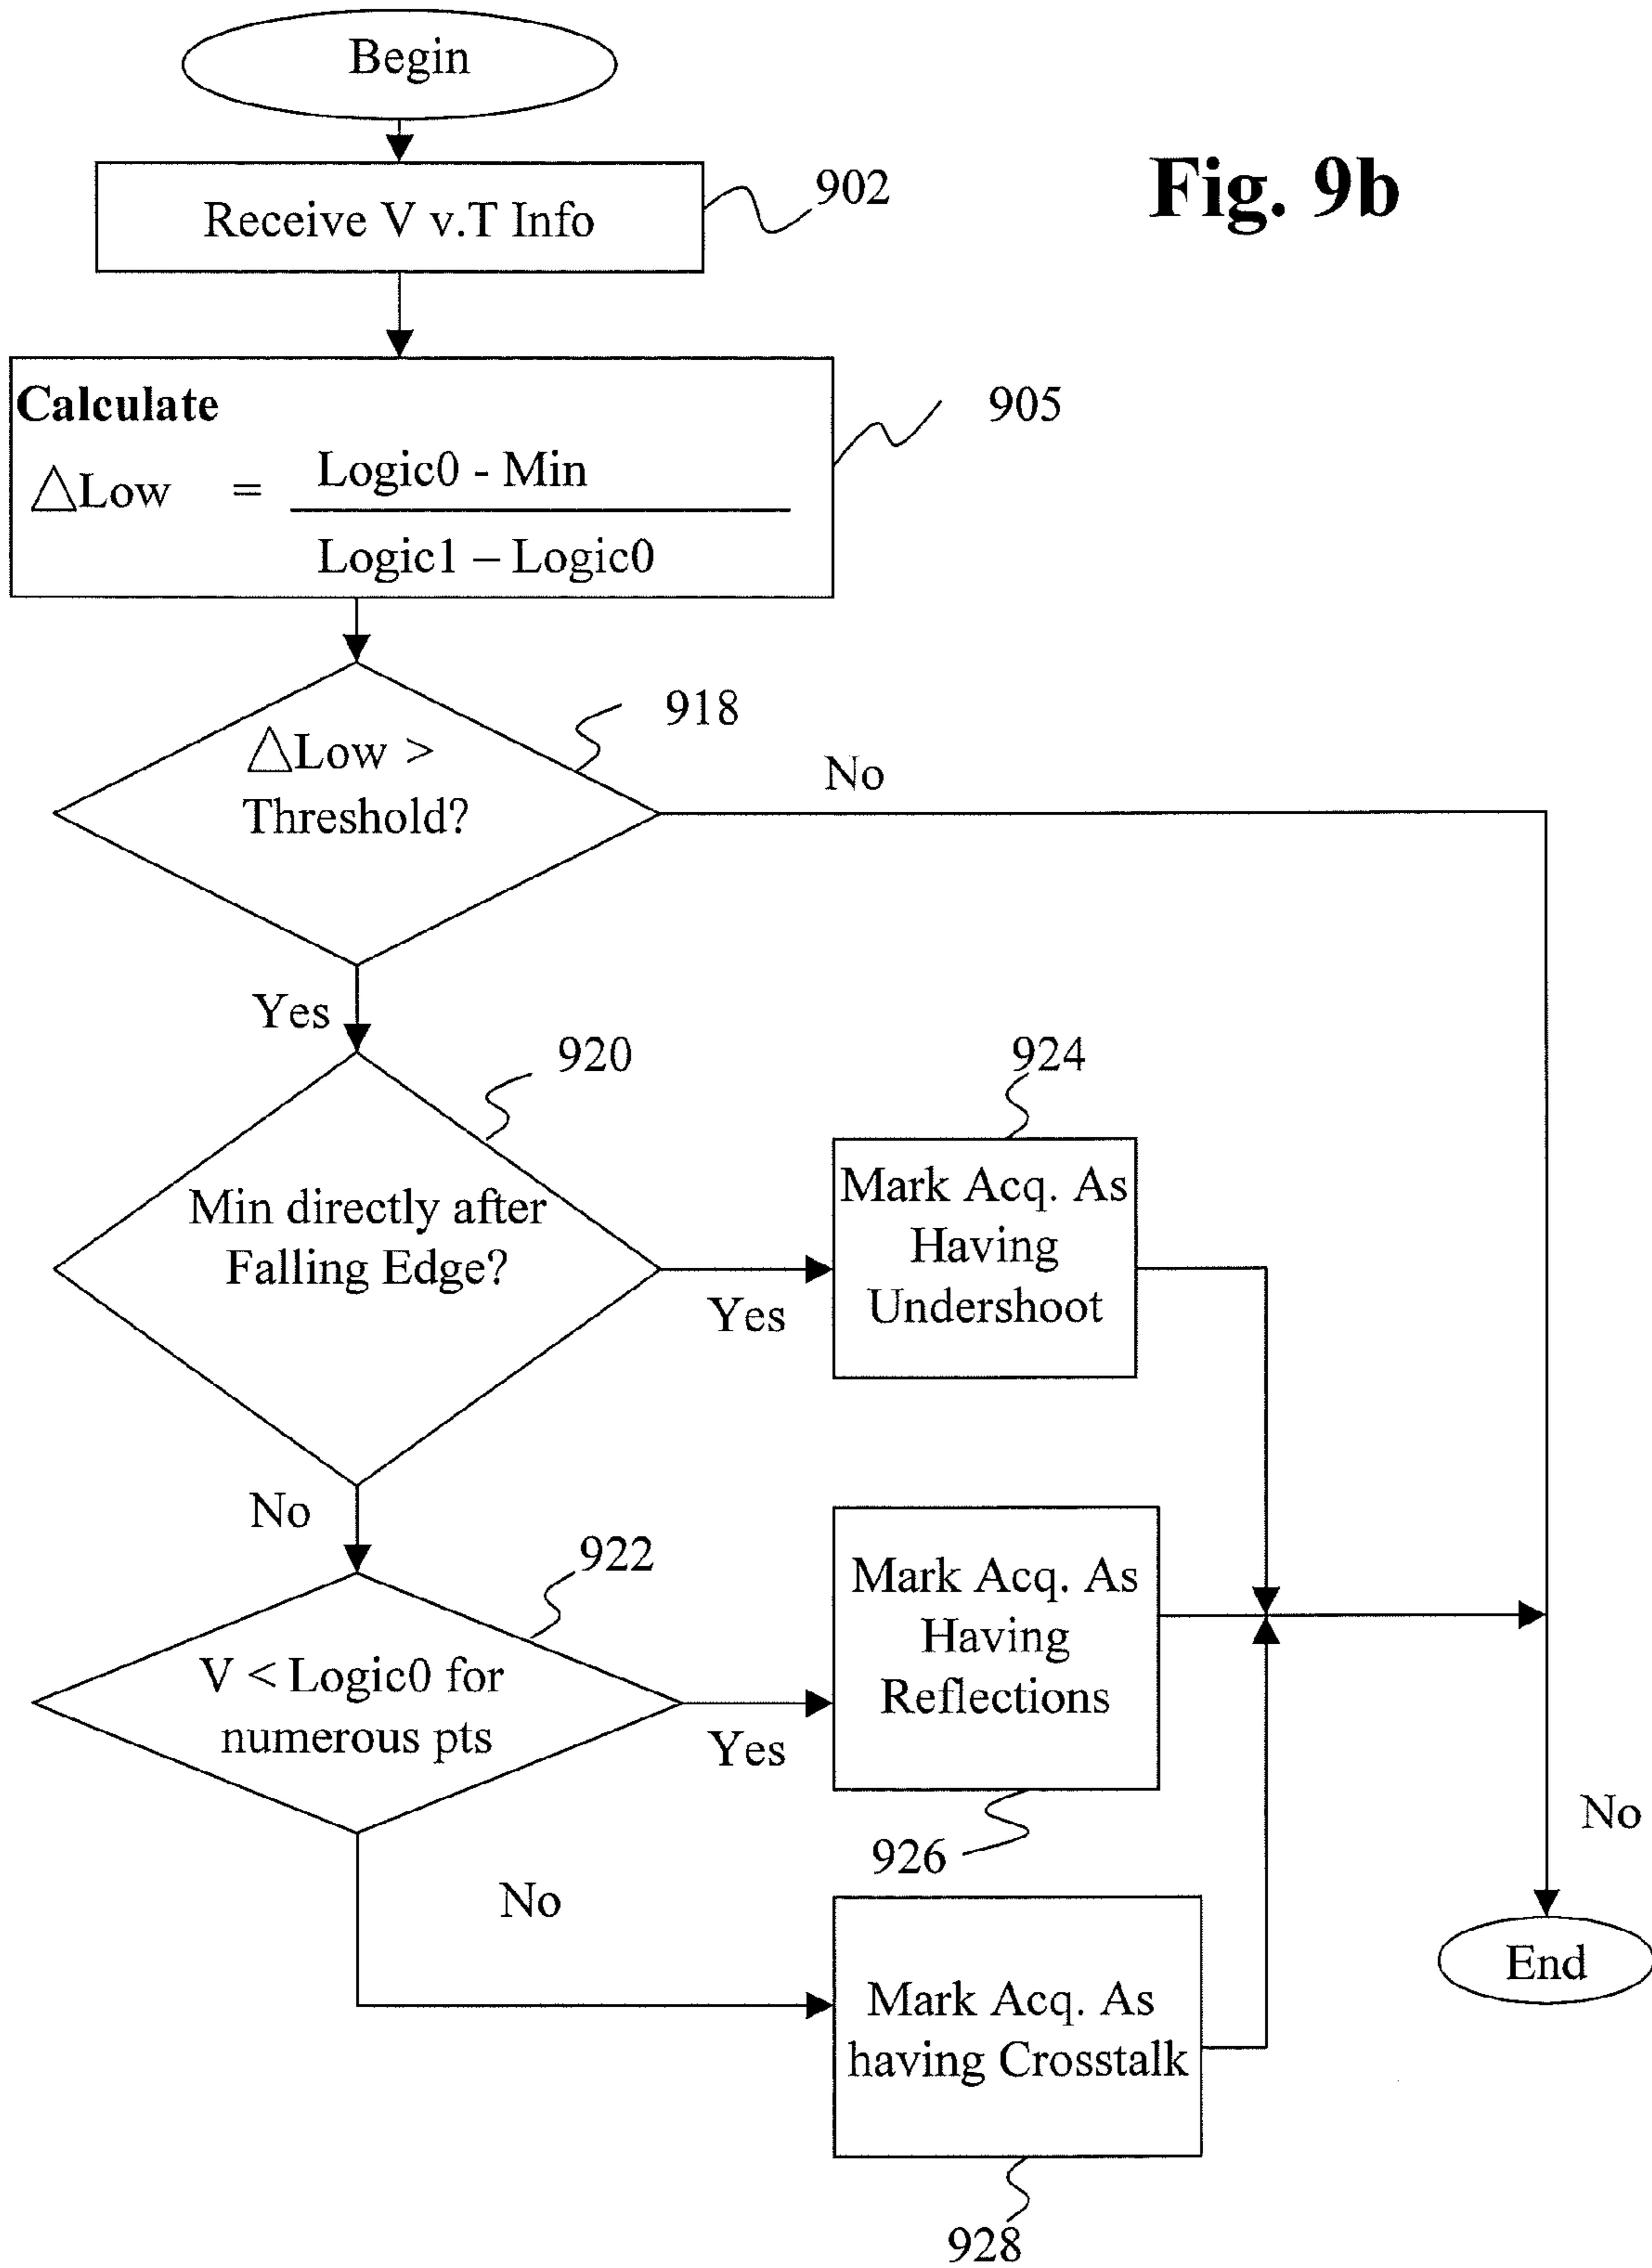 Begin
Fig. 9b
902
Receive V v.T Info
905
Calculate
△Low = Logic0 - Min
Logic1 – Logic0
918
△Low >
Threshold?
No
Yes
920
924
Min directly after
Falling Edge?
Yes
Mark Acq. As
Having
Undershoot
No
922
V < Logic0 for
numerous pts
Yes
Mark Acq. As
Having
Reflections
926
No
No
Mark Acq. As
having Crosstalk
928
End